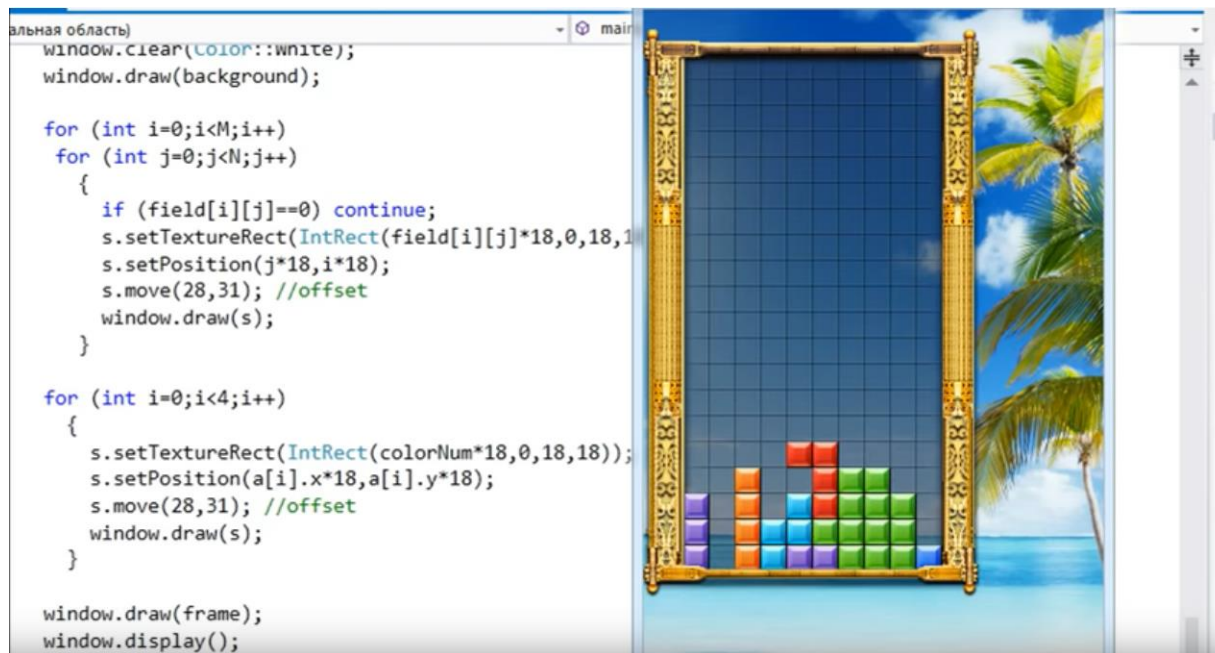 альная область)
main
window.clear(Color::White);
window.draw(background);
for (int i=0;i<M;i++)
for (int j=0;j<N;j++)
{
if (field[i][j]==0) continue;
s.setTextureRect(IntRect(field[i][j]*18,0,18,1
s.setPosition(j*18,i*18);
s.move(28,31); //offset
window.draw(s);
}
for (int i=0;i<4;i++)
{
s.setTextureRect(IntRect(colorNum*18,0,18,18));
s.setPosition(a[i].x*18,a[i].y*18);
s.move(28,31); //offset
window.draw(s);
}
window.draw(frame);
window.display();